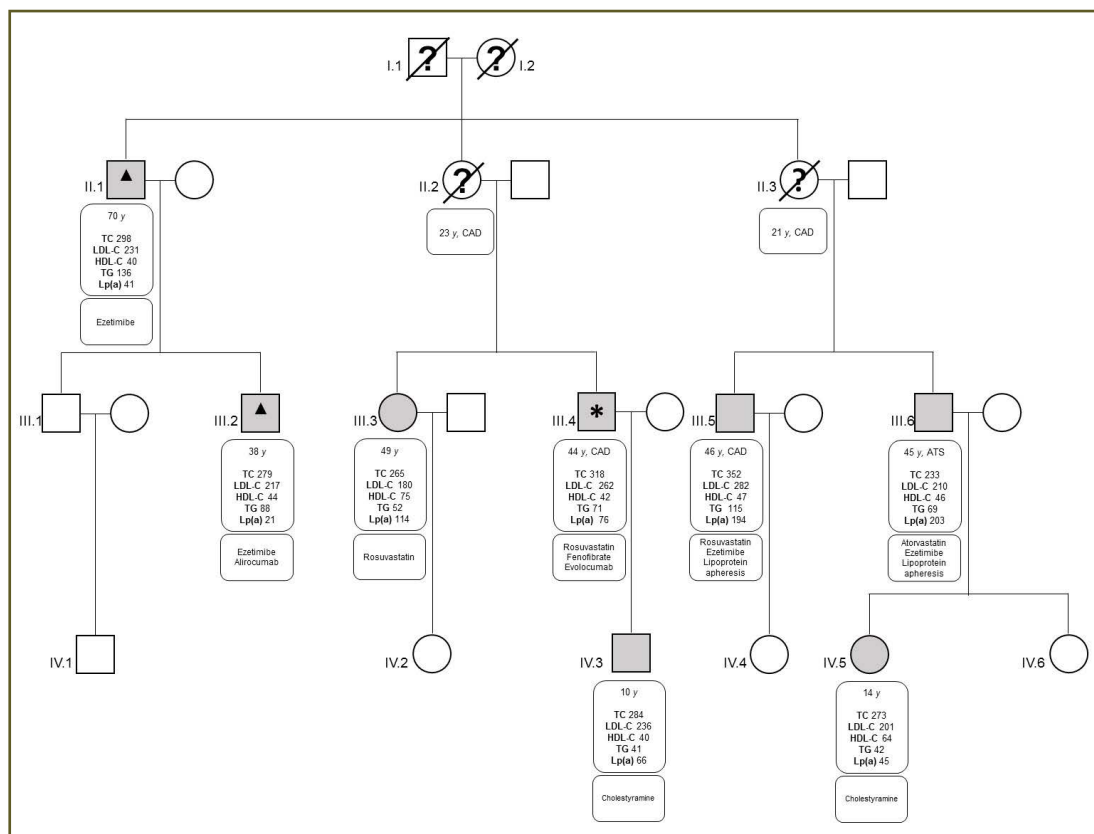 I.1 ? ? I.2
II.1
II.2 ?
II.3 ?
70 y
TC 298
LDL-C 231
HDL-C 40
TG 136
Lp(a) 41
Ezetimibe
23 y, CAD
21 y, CAD
III.1
III.2
III.3
III.4 *
III.5
III.6
38 y
TC 279
LDL-C 217
HDL-C 44
TG 88
Lp(a) 21
Ezetimibe
Alirocumab
49 y
TC 265
LDL-C 180
HDL-C 75
TG 52
Lp(a) 114
Rosuvastatin
44 y, CAD
TC 318
LDL-C 262
HDL-C 42
TG 71
Lp(a) 76
Rosuvastatin
Fenofibrate
Evolocumab
46 y, CAD
TC 352
LDL-C 282
HDL-C 47
TG 115
Lp(a) 194
Rosuvastatin
Ezetimibe
Lipoprotein
apheresis
45 y, ATS
TC 233
LDL-C 210
HDL-C 46
TG 69
Lp(a) 203
Atorvastatin
Ezetimibe
Lipoprotein
apheresis
IV.1
IV.2
IV.3
IV.4
IV.5
IV.6
10 y
TC 284
LDL-C 236
HDL-C 40
TG 41
Lp(a) 66
Cholestyramine
14 y
TC 273
LDL-C 201
HDL-C 64
TG 42
Lp(a) 45
Cholestyramine